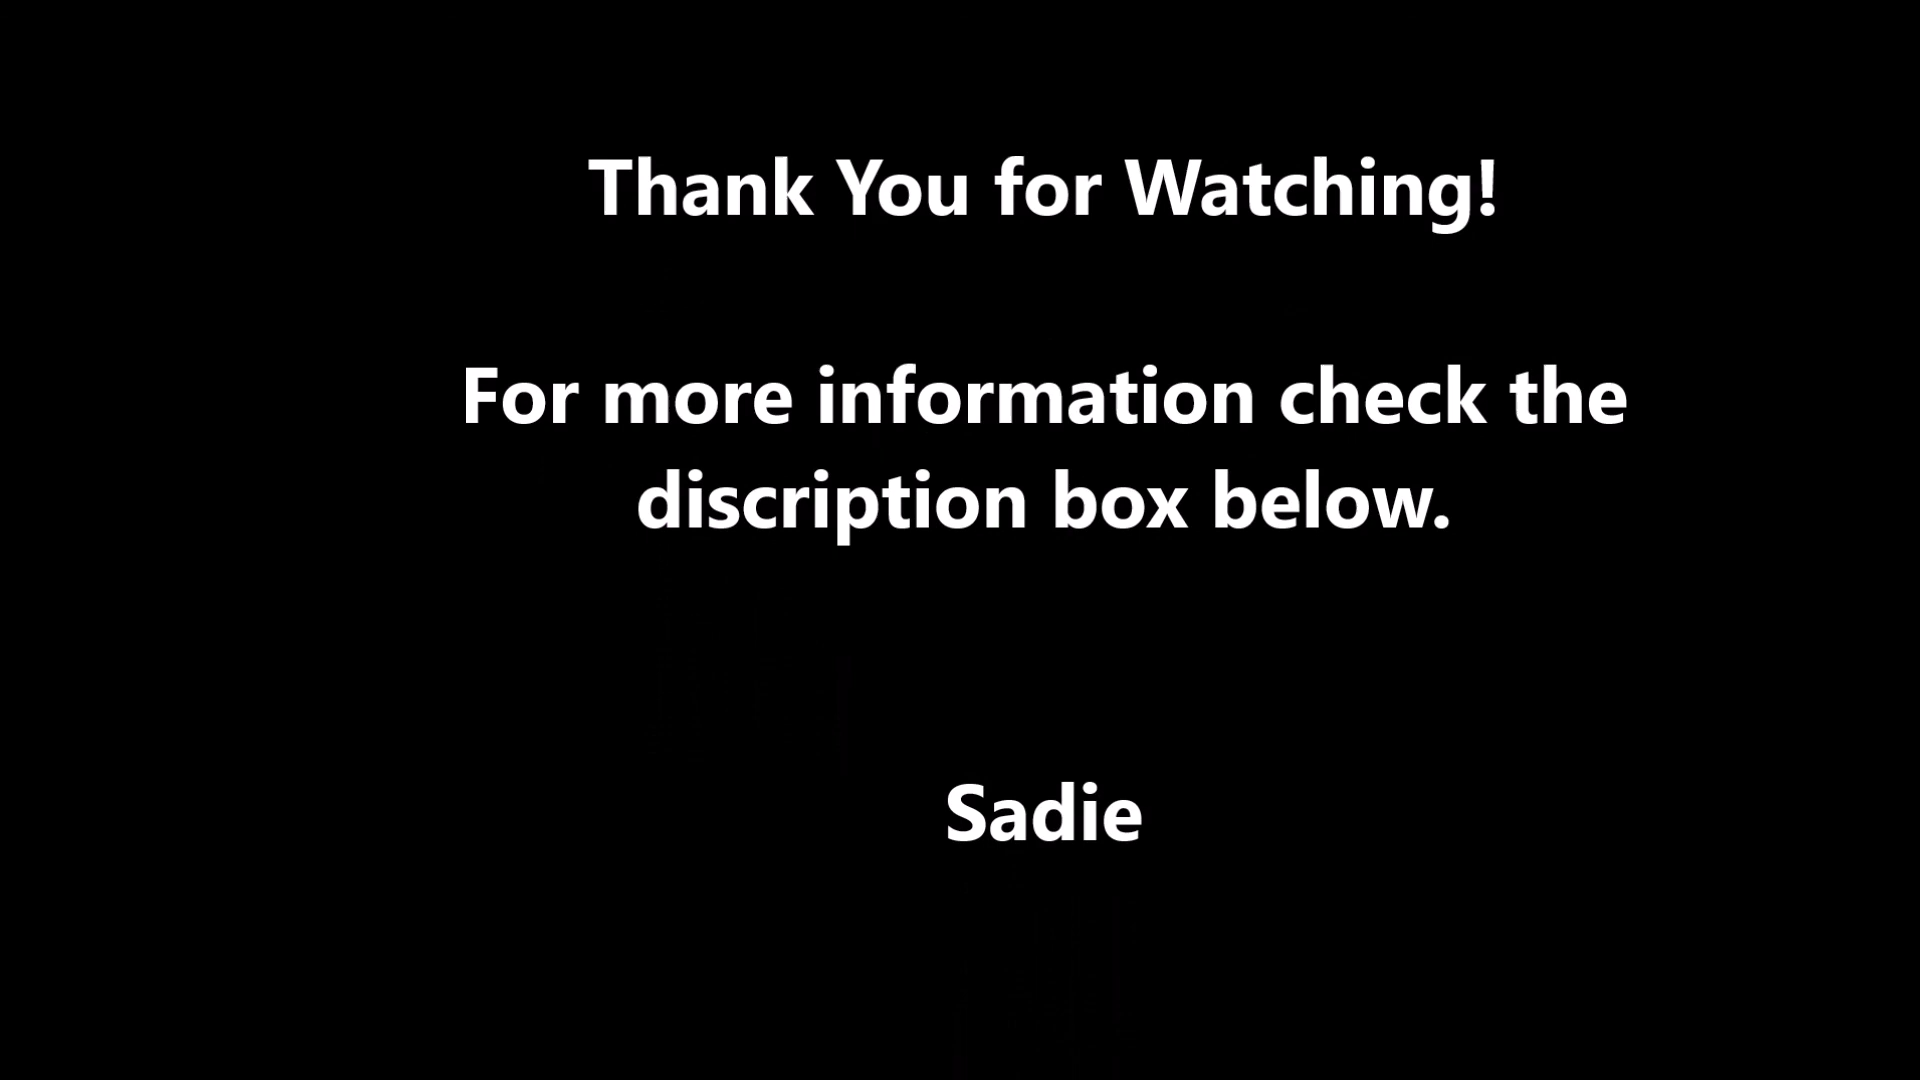 Thank You for Watching!
For more information check the
discription box below.
Sadie